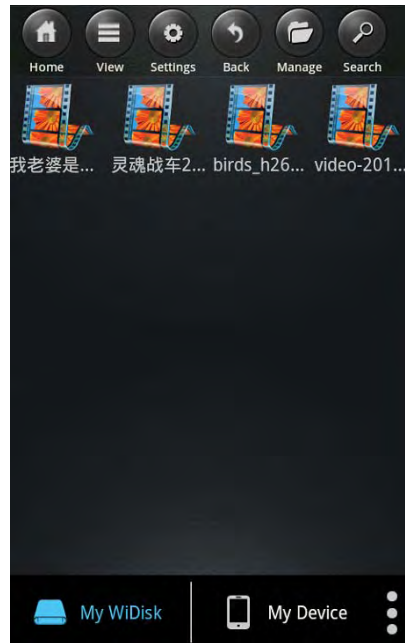 Home View Settings Back Manage Search
我老婆是... 灵魂战车2... birds_h26... video-201...
My WiDisk My Device